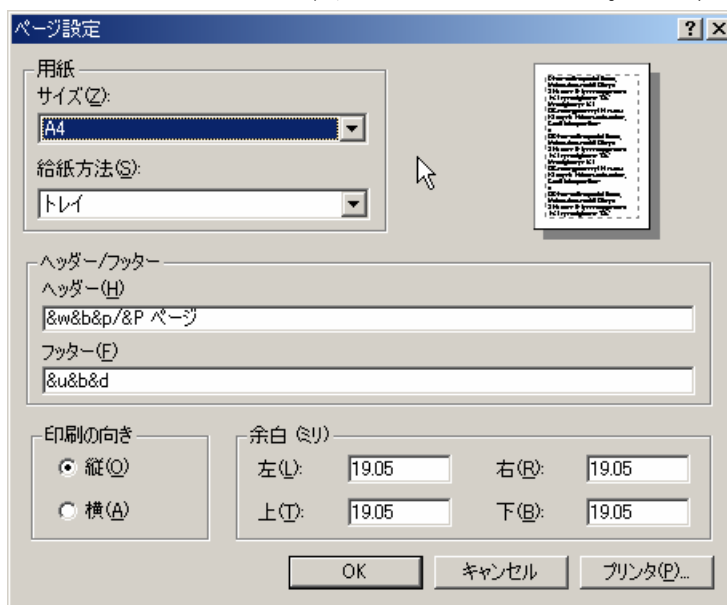 ページ設定
用紙
サイズ(Z):
A4
給紙方法(S):
トレイ
ヘッダー/フッター
ヘッダー(H)
&w&b&p/&P ページ
フッター(F)
&u&b&d
印刷の向き
縦(O)
横(A)
余白 (ミリ)
左(L): 19.05 右(R): 19.05
上(T): 19.05 下(B): 19.05
OK キャンセル プリンタ(P)...